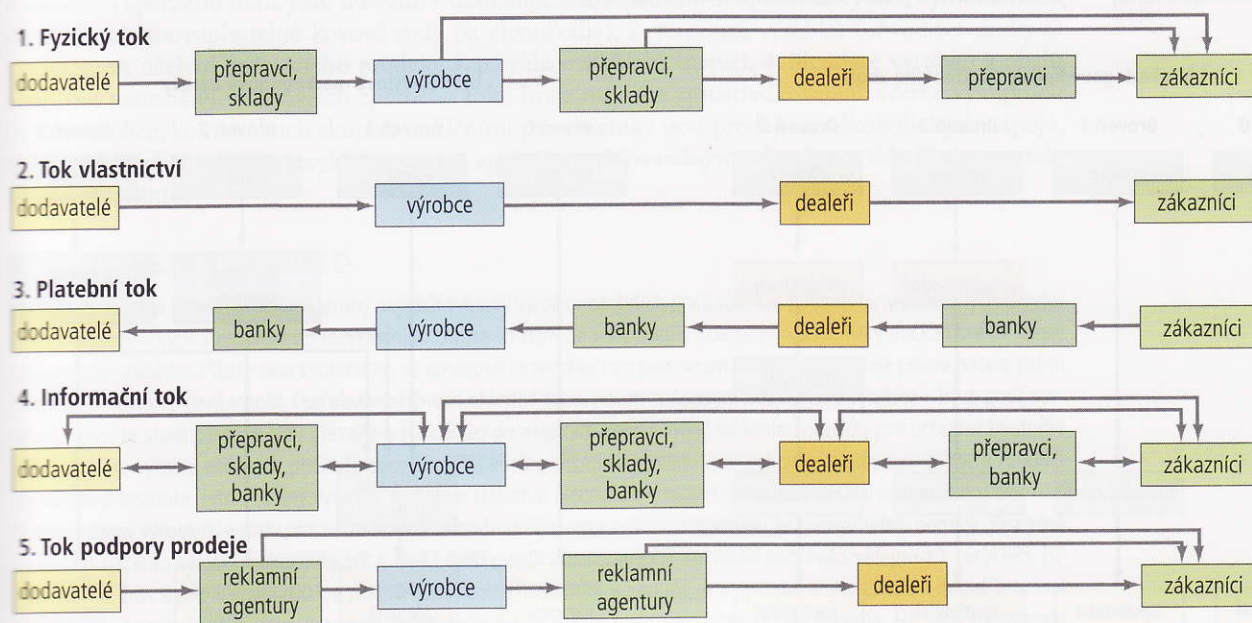 1. Fyzický tok
dodavatelé
přepravci,
sklady
výrobce
přepravci,
sklady
dealeři
přepravci
zákazníci
2. Tok vlastnictví
dodavatelé
výrobce
dealeři
zákazníci
3. Platební tok
dodavatelé
banky
výrobce
banky
dealeři
banky
zákazníci
4. Informační tok
dodavatelé
přepravci,
sklady,
banky
výrobce
přepravci,
sklady,
banky
dealeři
přepravci,
banky
zákazníci
5. Tok podpory prodeje
dodavatelé
reklamní
agentury
výrobce
reklamní
agentury
dealeři
zákazníci